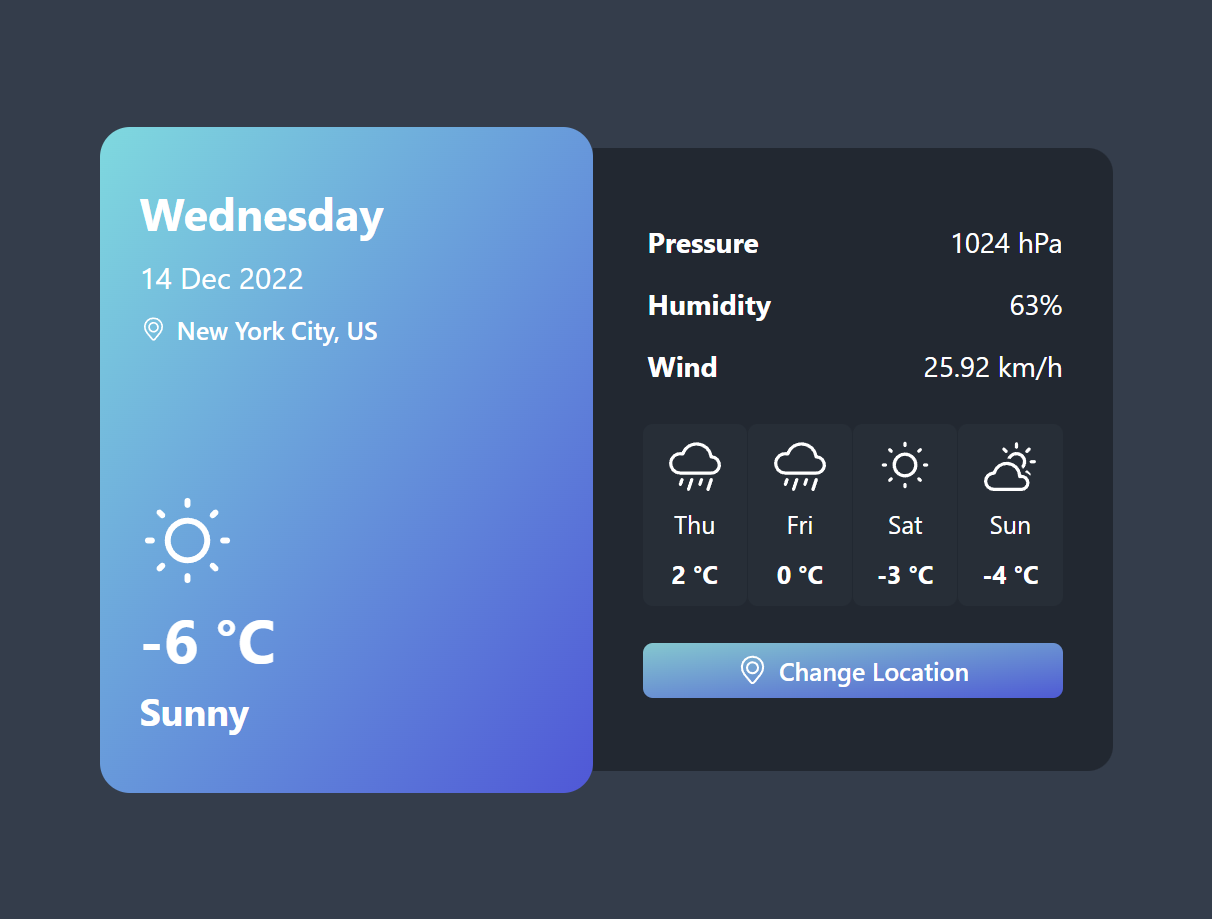 Wednesday
14 Dec 2022
New York City, US
-6 °C
Sunny
Pressure 1024 hPa
Humidity 63%
Wind 25.92 km/h
Thu Fri Sat Sun
2 °C 0 °C -3 °C -4 °C
Change Location